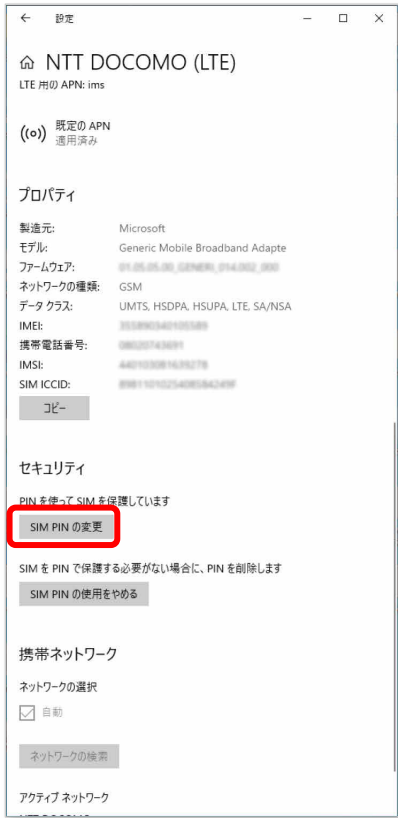 設定
NTT DOCOMO (LTE)
LTE 用の APN: ims
既定の APN
適用済み
プロパティ
製造元: Microsoft
モデル: Generic Mobile Broadband Adapte
ファームウェア:
ネットワークの種類: GSM
データ クラス: UMTS, HSDPA, HSUPA, LTE, SA/NSA
IMEI:
携帯電話番号:
IMSI:
SIM ICCID:
コピー
セキュリティ
PIN を使って SIM を保護しています
SIM PIN の変更
SIM を PIN で保護する必要がない場合に、PIN を削除します
SIM PIN の使用をやめる
携帯ネットワーク
ネットワークの選択
自動
ネットワークの検索
アクティブ ネットワーク